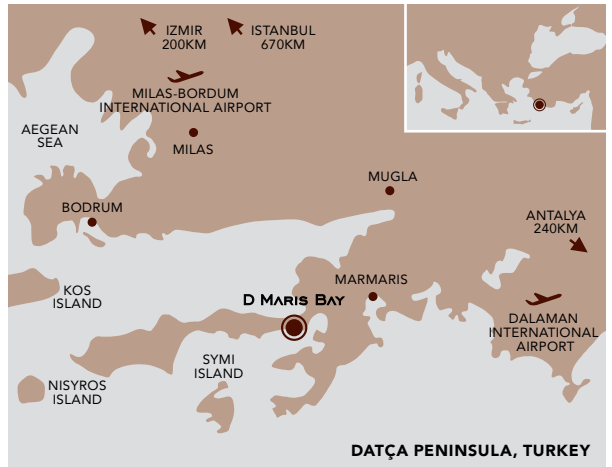 IZMIR
200KM
ISTANBUL
670KM
MILAS-BORDUM
INTERNATIONAL AIRPORT
AEGEAN
SEA
MILAS
MUGLA
BODRUM
ANTALYA
240KM
KOS
ISLAND
MARMARIS
D MARIS BAY
DALAMAN
INTERNATIONAL
AIRPORT
SYMI
ISLAND
NISYROS
ISLAND
DATÇA PENINSULA, TURKEY